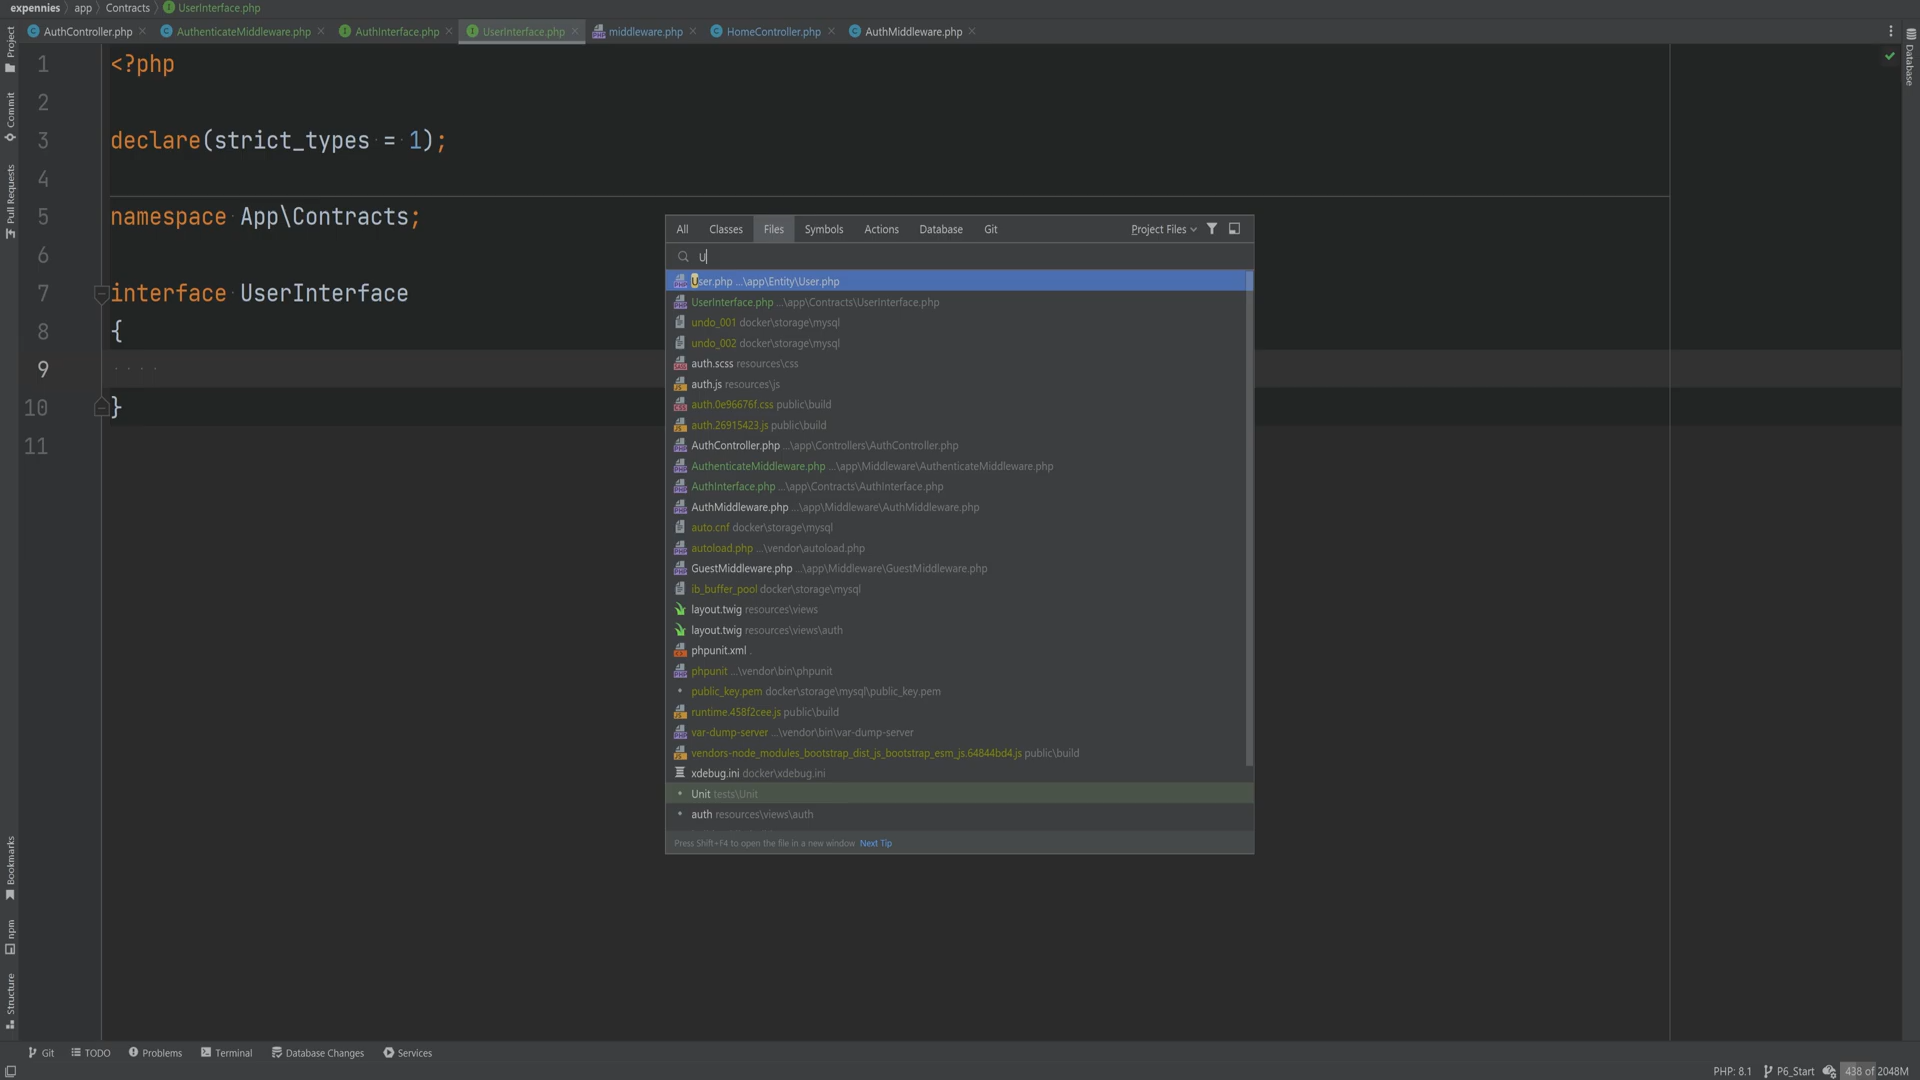 expennies app Contracts UserInterface.php
AuthController.php AuthenticateMiddleware.php AuthInterface.php UserInterface.php middleware.php HomeController.php AuthMiddleware.php
Project
Commit
Pull Requests
Bookmarks
npm
Structure
Database
1 <?php
2
3 declare(strict_types = 1);
4
5 namespace App\Contracts;
6
7 interface UserInterface
8 {
9
10 }
11
All Classes Files Symbols Actions Database Git Project Files
U
User.php ...\app\Entity\User.php
UserInterface.php ...\app\Contracts\UserInterface.php
undo_001 docker\storage\mysql
undo_002 docker\storage\mysql
auth.scss resources\css
auth.js resources\js
auth.0e96676f.css public\build
auth.26915423.js public\build
AuthController.php ...\app\Controllers\AuthController.php
AuthenticateMiddleware.php ...\app\Middleware\AuthenticateMiddleware.php
AuthInterface.php ...\app\Contracts\AuthInterface.php
AuthMiddleware.php ...\app\Middleware\AuthMiddleware.php
auto.cnf docker\storage\mysql
autoload.php ...\vendor\autoload.php
GuestMiddleware.php ...\app\Middleware\GuestMiddleware.php
ib_buffer_pool docker\storage\mysql
layout.twig resources\views
layout.twig resources\views\auth
phpunit.xml .
phpunit ...\vendor\bin\phpunit
public_key.pem docker\storage\mysql\public_key.pem
runtime.458f2cee.js public\build
var-dump-server ...\vendor\bin\var-dump-server
vendors-node_modules_bootstrap_dist_js_bootstrap_esm_js.64844bd4.js public\build
xdebug.ini docker\xdebug.ini
Unit tests\Unit
auth resources\views\auth
Press Shift+F4 to open the file in a new window Next Tip
Git TODO Problems Terminal Database Changes Services
PHP: 8.1 P6_Start 438 of 2048M